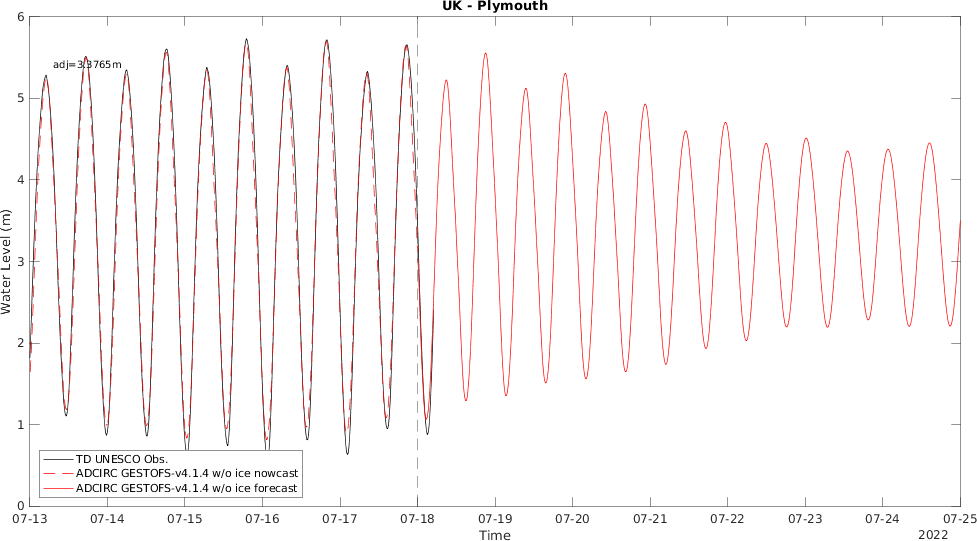 UK - Plymouth
adj=3.3765m
Water Level (m)
6
5
4
3
2
1
0
TD UNESCO Obs.
ADCIRC GESTOFS-v4.1.4 w/o ice nowcast
ADCIRC GESTOFS-v4.1.4 w/o ice forecast
07-13 07-14 07-15 07-16 07-17 07-18 07-19 07-20 07-21 07-22 07-23 07-24 07-25
Time
2022